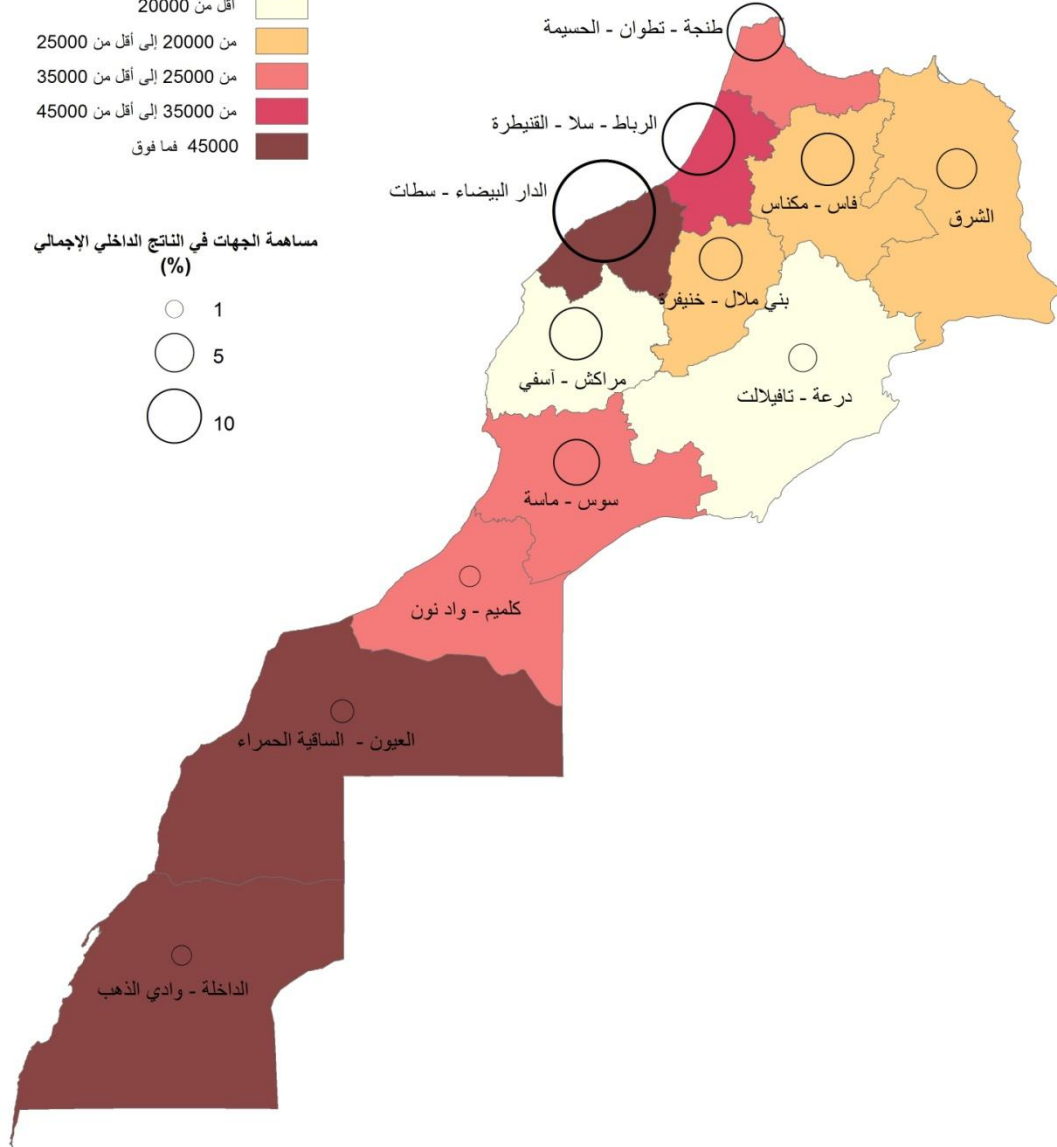 أقل من 20000
من 20000 إلى أقل من 25000
من 25000 إلى أقل من 35000
من 35000 إلى أقل من 45000
45000 فما فوق
مساهمة الجهات في الناتج الداخلي الإجمالي
(%)
1
5
10
طنجة - تطوان - الحسيمة
الرباط - سلا - القنيطرة
الدار البيضاء - سطات
فاس - مكناس
الشرق
بني ملال - خنيفرة
مراكش - آسفي
درعة - تافيلالت
سوس - ماسة
كلميم - واد نون
العيون - الساقية الحمراء
الداخلة - وادي الذهب